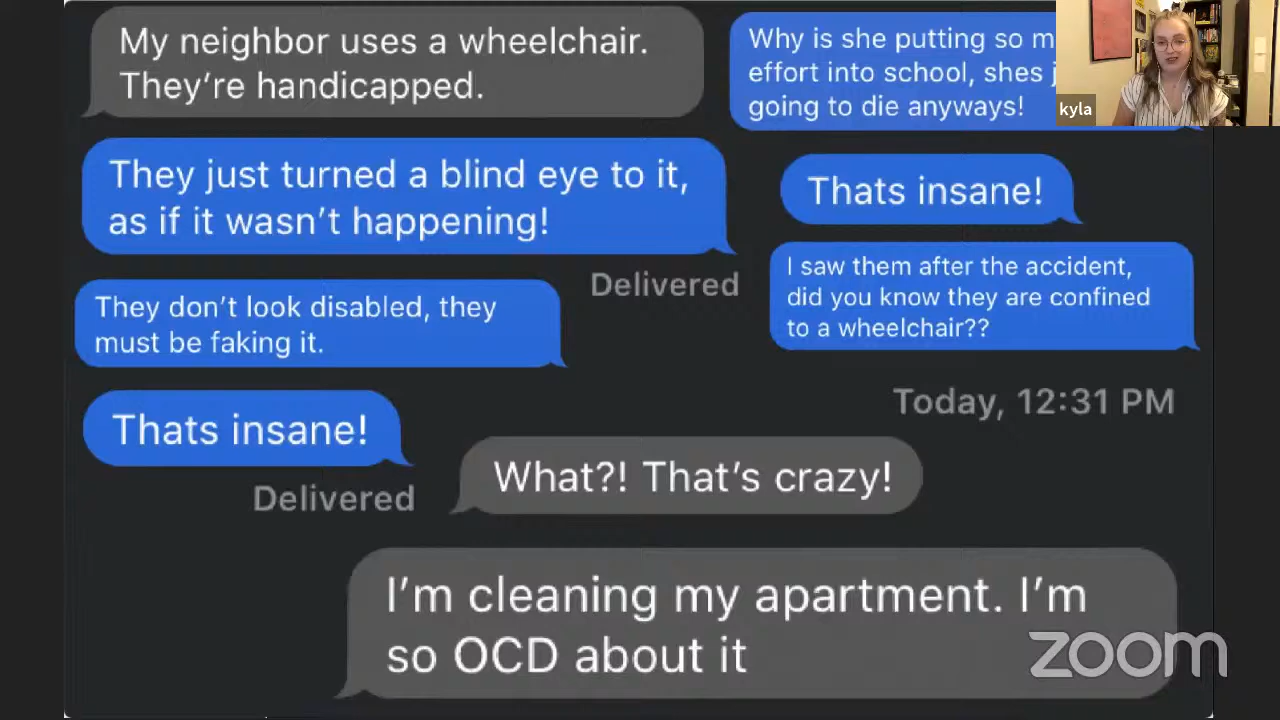 My neighbor uses a wheelchair.
They're handicapped.
Why is she putting so
effort into school, shes
going to die anyways!
kyla
They just turned a blind eye to it,
as if it wasn't happening!
Delivered
Thats insane!
They don't look disabled, they
must be faking it.
I saw them after the accident,
did you know they are confined
to a wheelchair??
Thats insane!
Delivered
Today, 12:31 PM
What?! That's crazy!
I'm cleaning my apartment. I'm
so OCD about it
zoom